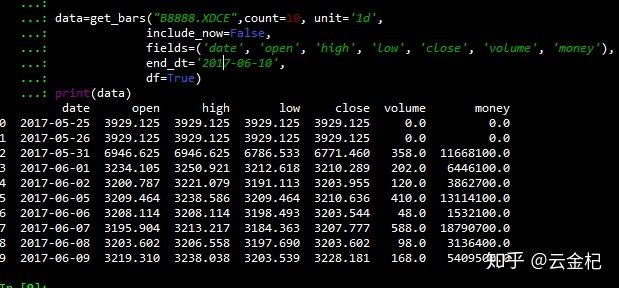 ...:
...: data=get_bars("B8888.XDCE",count=10, unit='1d',
...: include_now=False,
...: fields=('date', 'open', 'high', 'low', 'close', 'volume', 'money'),
...: end_dt='2017-06-10',
...: df=True)
...: print(data)
date open high low close volume money
0 2017-05-25 3929.125 3929.125 3929.125 3929.125 0.0 0.0
1 2017-05-26 3929.125 3929.125 3929.125 3929.125 0.0 0.0
2 2017-05-31 6946.625 6946.625 6786.533 6771.460 358.0 11668100.0
3 2017-06-01 3234.105 3250.921 3212.618 3210.289 202.0 6446100.0
4 2017-06-02 3200.787 3221.079 3191.113 3203.955 120.0 3862700.0
5 2017-06-05 3209.464 3238.586 3209.464 3210.636 410.0 13114100.0
6 2017-06-06 3208.114 3208.114 3198.493 3203.544 48.0 1532100.0
7 2017-06-07 3195.904 3213.217 3184.363 3207.777 588.0 18790700.0
8 2017-06-08 3203.602 3206.558 3197.690 3203.602 98.0 3136400.0
9 2017-06-09 3219.310 3238.038 3203.539 3228.181 168.0 5409500.0
知乎 @云金杞
In [9]: